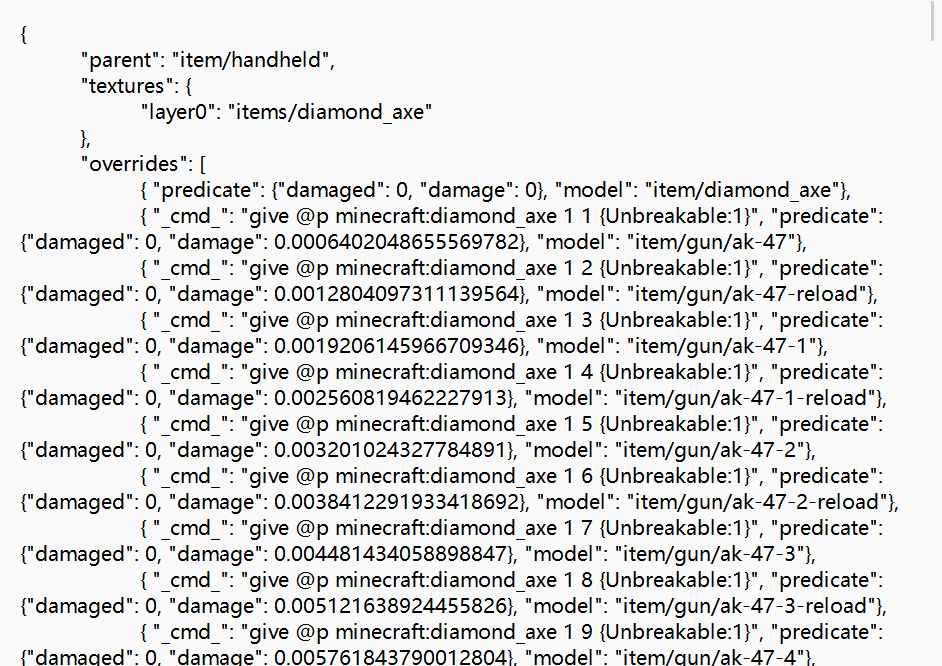 {
"parent": "item/handheld",
"textures": {
"layer0": "items/diamond_axe"
},
"overrides": [
{ "predicate": {"damaged": 0, "damage": 0}, "model": "item/diamond_axe"},
{ "_cmd_": "give @p minecraft:diamond_axe 1 1 {Unbreakable:1}", "predicate":
{"damaged": 0, "damage": 0.0006402048655569782}, "model": "item/gun/ak-47"},
{ "_cmd_": "give @p minecraft:diamond_axe 1 2 {Unbreakable:1}", "predicate":
{"damaged": 0, "damage": 0.0012804097311139564}, "model": "item/gun/ak-47-reload"},
{ "_cmd_": "give @p minecraft:diamond_axe 1 3 {Unbreakable:1}", "predicate":
{"damaged": 0, "damage": 0.0019206145966709346}, "model": "item/gun/ak-47-1"},
{ "_cmd_": "give @p minecraft:diamond_axe 1 4 {Unbreakable:1}", "predicate":
{"damaged": 0, "damage": 0.002560819462227913}, "model": "item/gun/ak-47-1-reload"},
{ "_cmd_": "give @p minecraft:diamond_axe 1 5 {Unbreakable:1}", "predicate":
{"damaged": 0, "damage": 0.003201024327784891}, "model": "item/gun/ak-47-2"},
{ "_cmd_": "give @p minecraft:diamond_axe 1 6 {Unbreakable:1}", "predicate":
{"damaged": 0, "damage": 0.0038412291933418692}, "model": "item/gun/ak-47-2-reload"},
{ "_cmd_": "give @p minecraft:diamond_axe 1 7 {Unbreakable:1}", "predicate":
{"damaged": 0, "damage": 0.004481434058898847}, "model": "item/gun/ak-47-3"},
{ "_cmd_": "give @p minecraft:diamond_axe 1 8 {Unbreakable:1}", "predicate":
{"damaged": 0, "damage": 0.005121638924455826}, "model": "item/gun/ak-47-3-reload"},
{ "_cmd_": "give @p minecraft:diamond_axe 1 9 {Unbreakable:1}", "predicate":
{"damaged": 0, "damage": 0.005761843790012804}, "model": "item/gun/ak-47-4"},